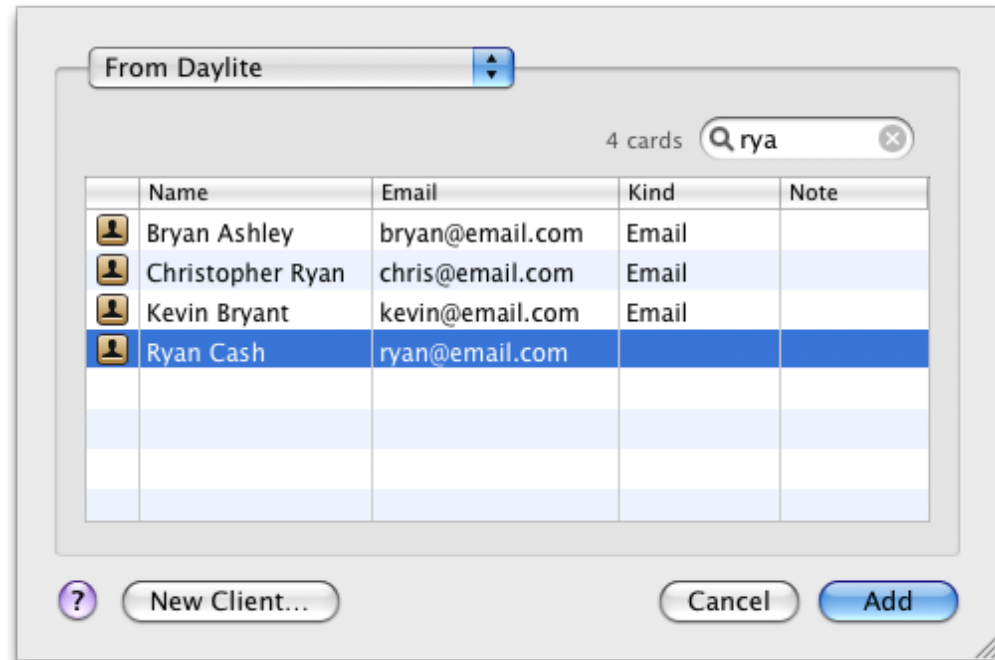 From Daylite
4 cards rya
Name Email Kind Note
Bryan Ashley bryan@email.com Email
Christopher Ryan chris@email.com Email
Kevin Bryant kevin@email.com Email
Ryan Cash ryan@email.com
? New Client... Cancel Add